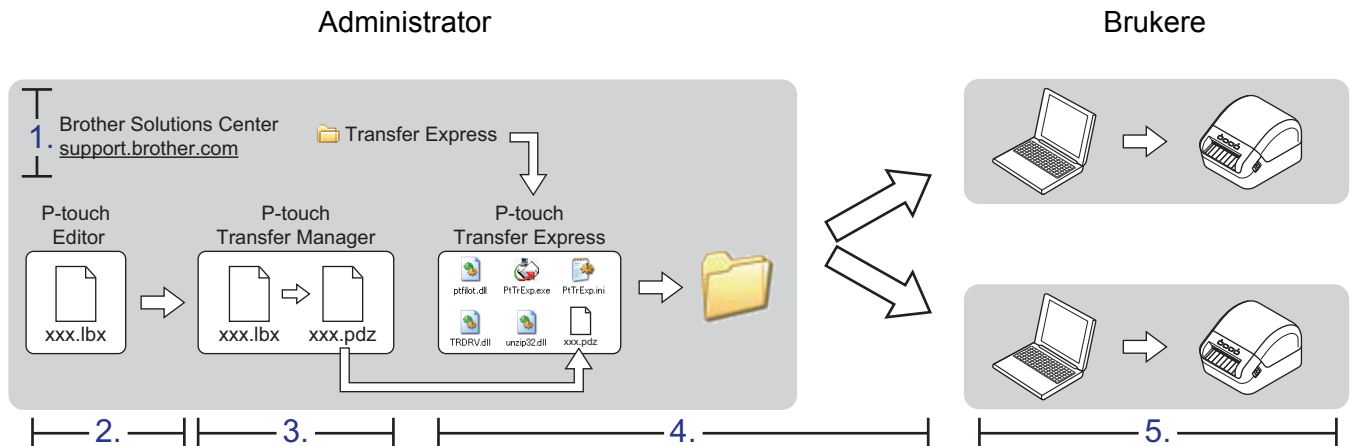 Administrator
Brukere
1.
Brother Solutions Center
support.brother.com
Transfer Express
P-touch
Editor
P-touch
Transfer Manager
P-touch
Transfer Express
xxx.lbx
xxx.lbx
xxx.pdz
ptfilot.dll
PtTrExp.exe
PtTrExp.ini
TRDRV.dll
unzip32.dll
xxx.pdz
2.
3.
4.
5.